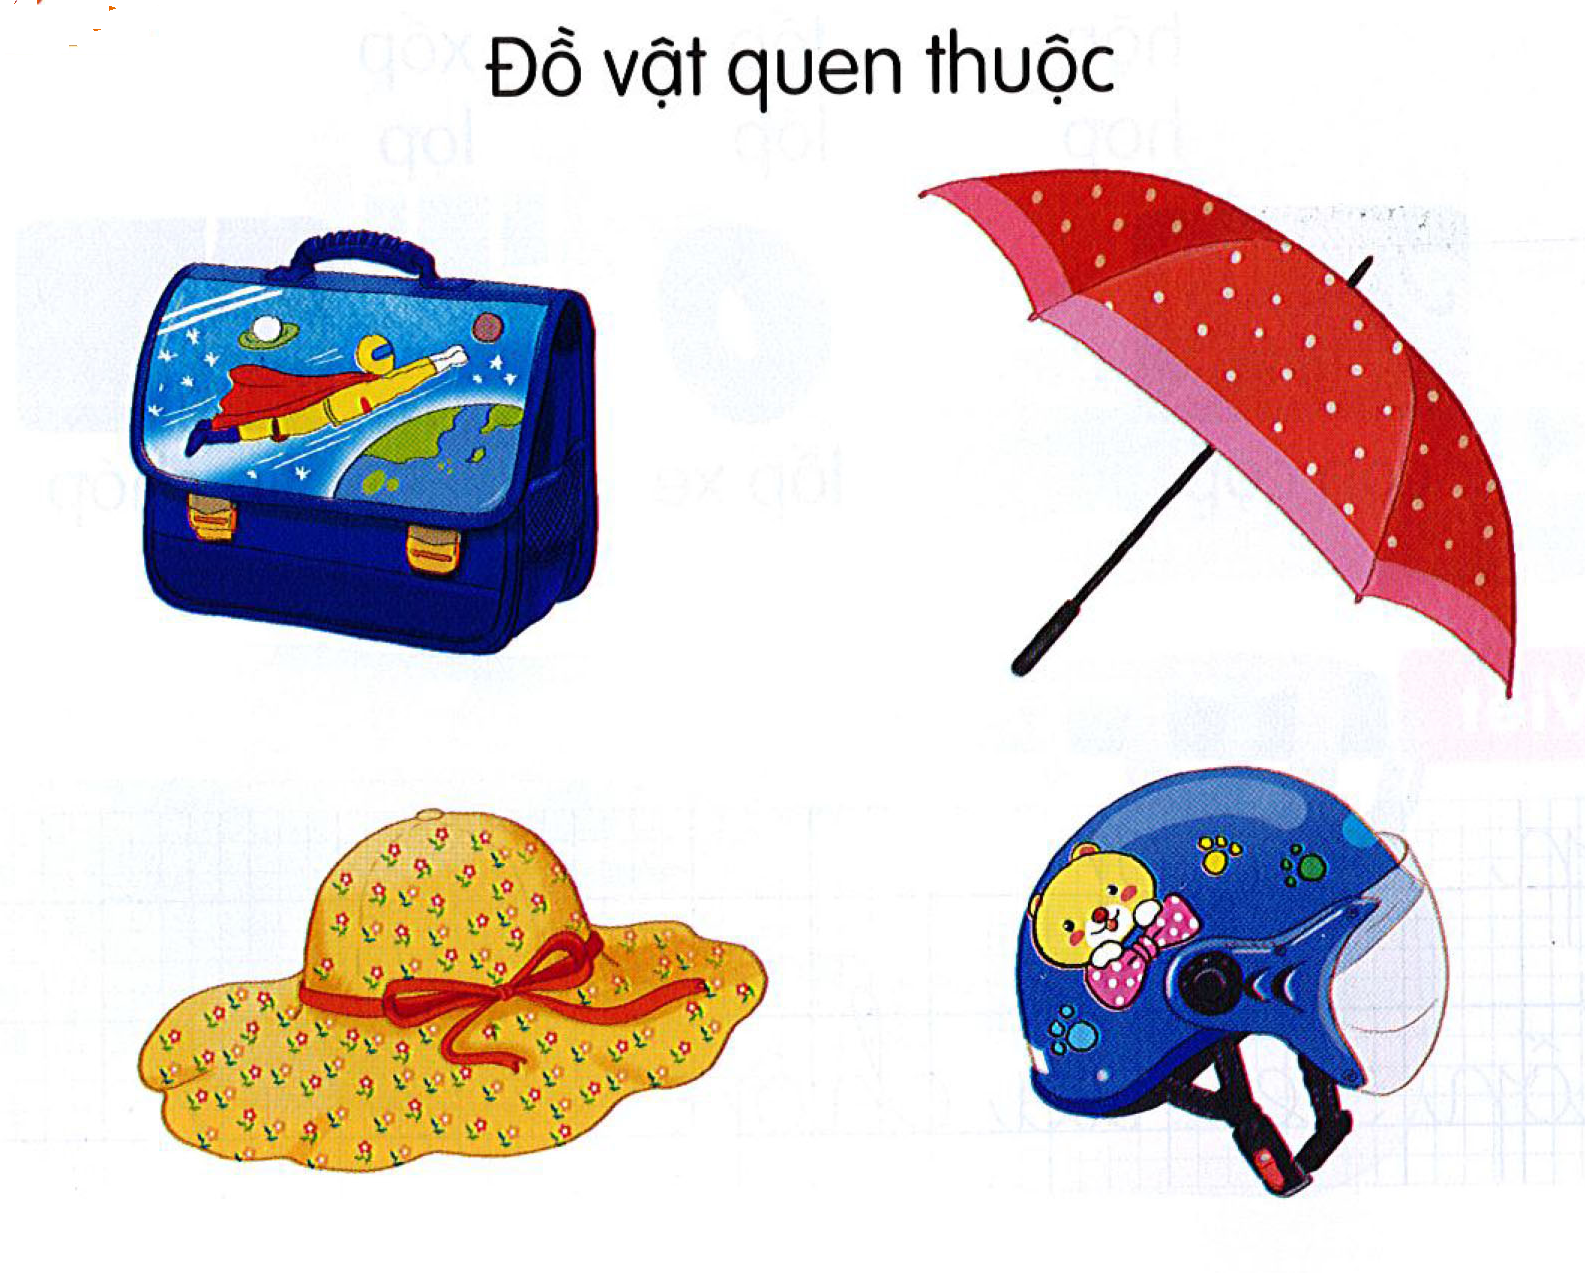 Đồ vật quen thuộc